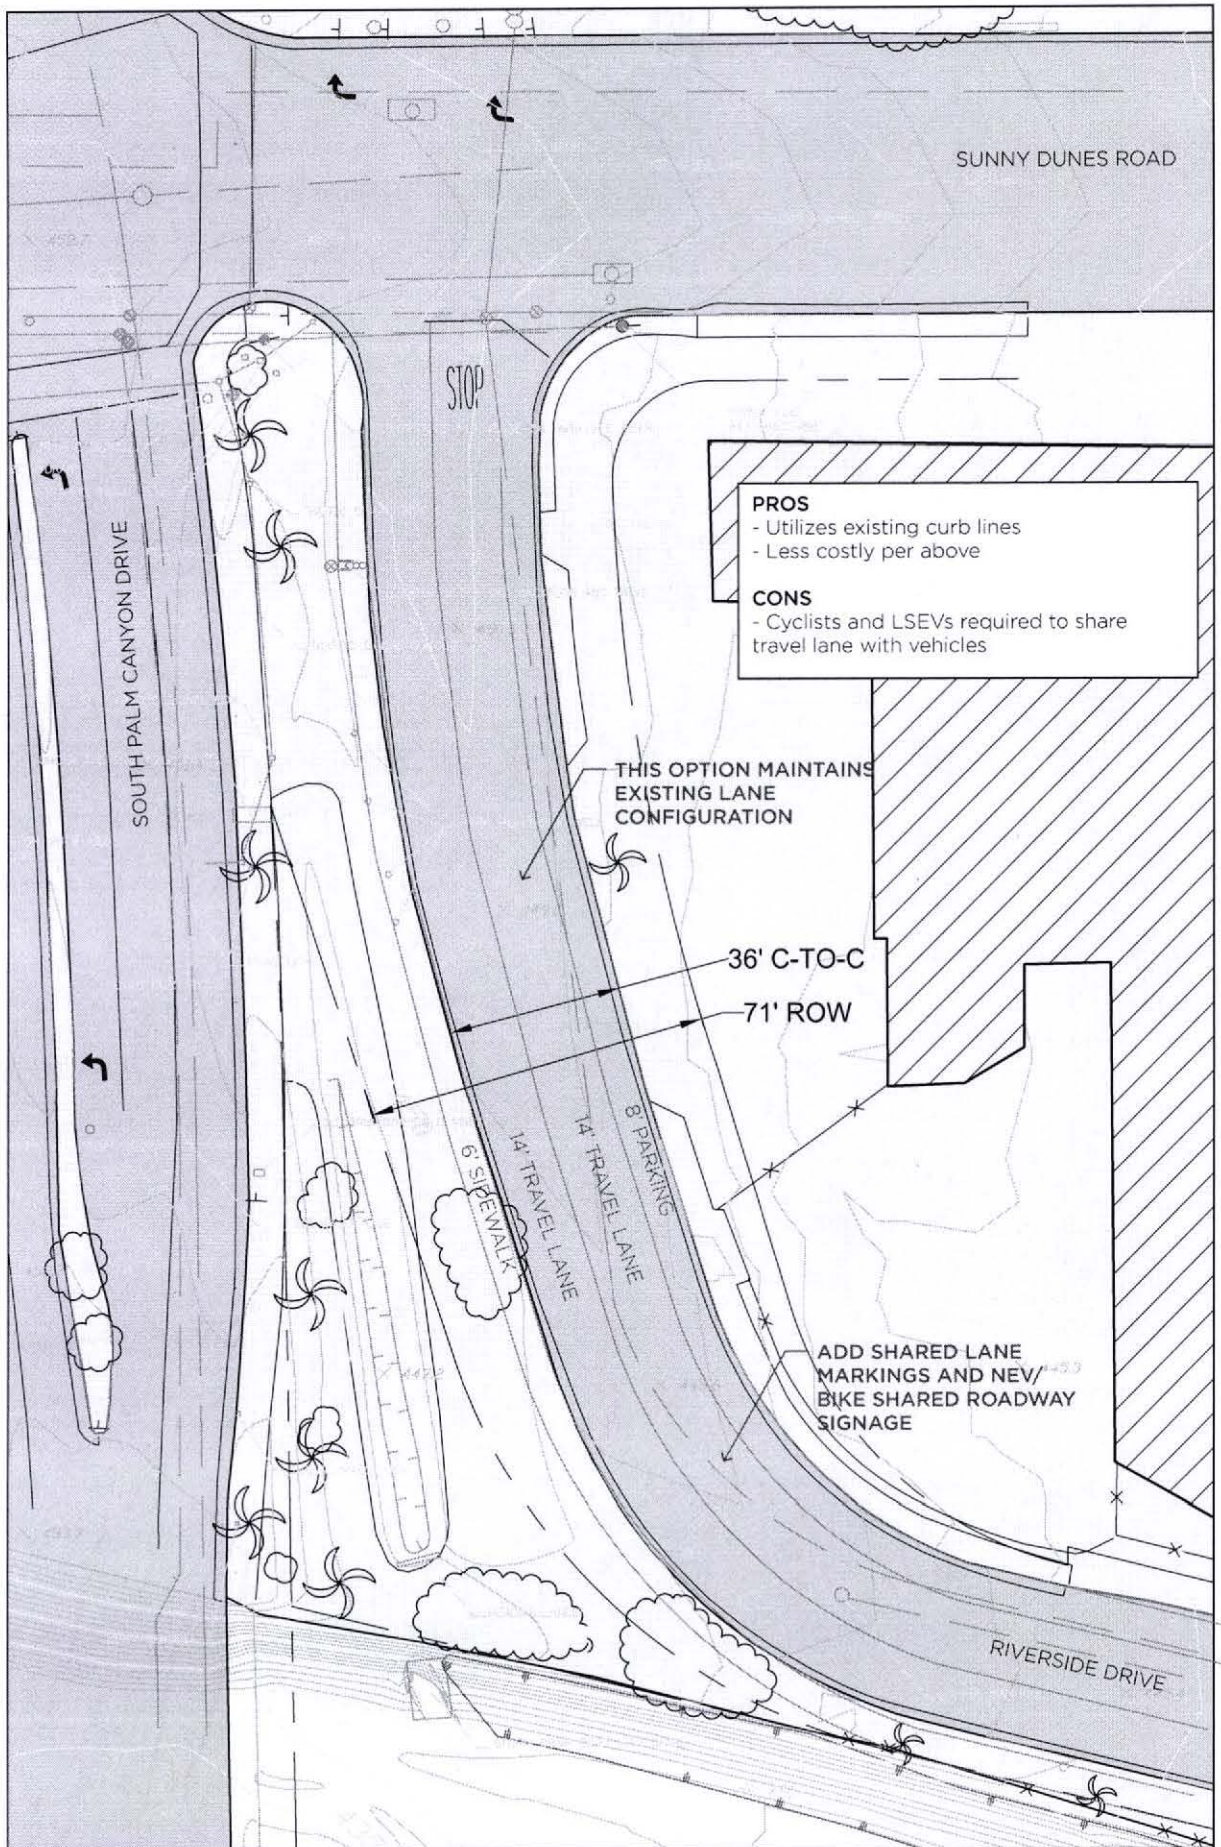 SUNNY DUNES ROAD
STOP
SOUTH PALM CANYON DRIVE
PROS
- Utilizes existing curb lines
- Less costly per above
CONS
- Cyclists and LSEVs required to share
travel lane with vehicles
THIS OPTION MAINTAINS
EXISTING LANE
CONFIGURATION
36' C-TO-C
71' ROW
6' SIDEWALK
14' TRAVEL LANE
14' TRAVEL LANE
8' PARKING
ADD SHARED LANE
MARKINGS AND NEV/
BIKE SHARED ROADWAY
SIGNAGE
RIVERSIDE DRIVE